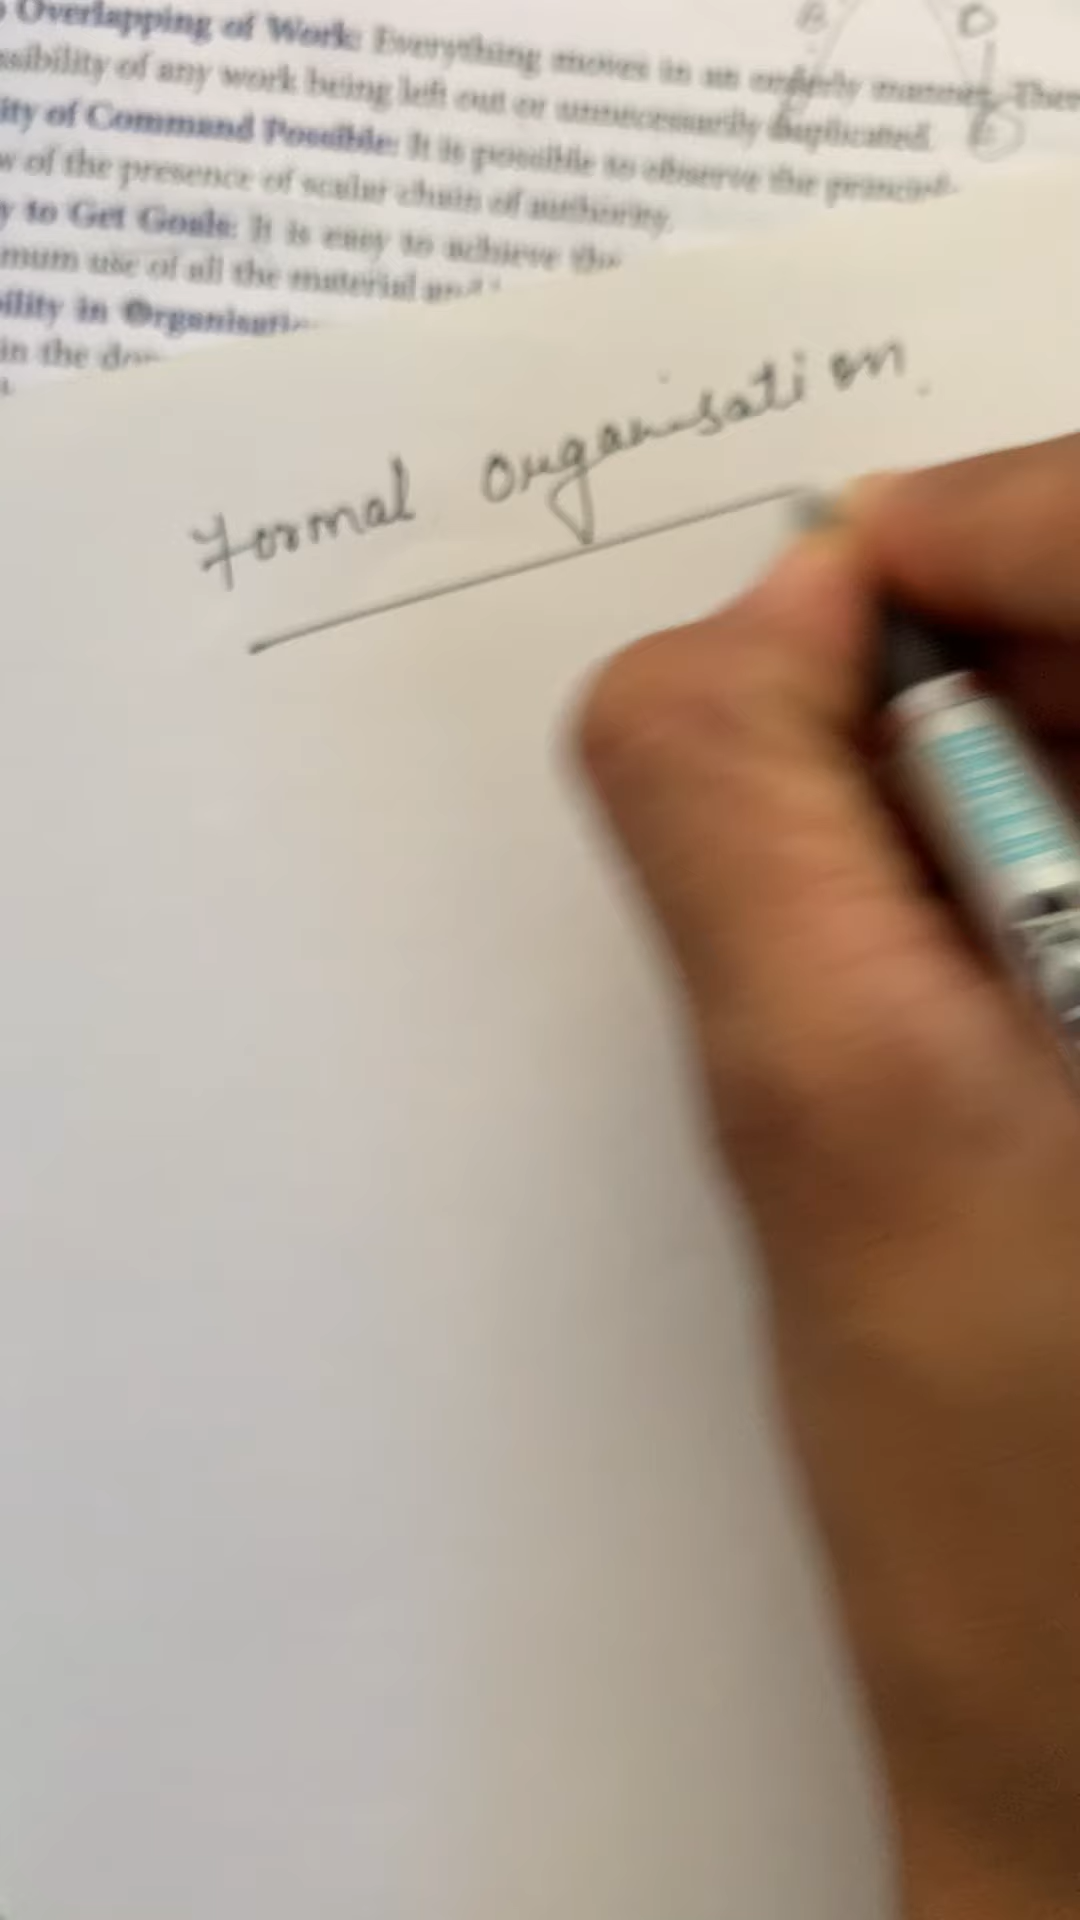 Overlapping of Work: Everything moves in an orderly manner. Ther
ssibility of any work being left out or unnecessarily duplicated.
ity of Command Possible: It is possible to observe the princi
w of the presence of scalar chain of authority.
y to Get Goals: It is easy to achieve the
mum use of all the material and
ility in Organisati
in the
Formal Organisation